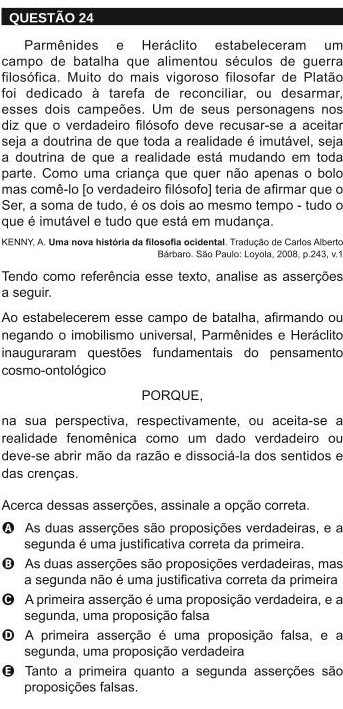 QUESTÃO 24
Parmênides e Heráclito estabeleceram um
campo de batalha que alimentou séculos de guerra
filosófica. Muito do mais vigoroso filosofar de Platão
foi dedicado à tarefa de reconciliar, ou desarmar,
esses dois campeões. Um de seus personagens nos
diz que o verdadeiro filósofo deve recusar-se a aceitar
seja a doutrina de que toda a realidade é imutável, seja
a doutrina de que a realidade está mudando em toda
parte. Como uma criança que quer não apenas o bolo
mas comê-lo [o verdadeiro filósofo] teria de afirmar que o
Ser, a soma de tudo, é os dois ao mesmo tempo - tudo o
que é imutável e tudo que está em mudança.
KENNY, A. Uma nova história da filosofia ocidental. Tradução de Carlos Alberto
Bárbaro. São Paulo: Loyola, 2008, p.243, v.1
Tendo como referência esse texto, analise as asserções
a seguir.
Ao estabelecerem esse campo de batalha, afirmando ou
negando o imobilismo universal, Parmênides e Heráclito
inauguraram questões fundamentais do pensamento
cosmo-ontológico
PORQUE,
na sua perspectiva, respectivamente, ou aceita-se a
realidade fenomênica como um dado verdadeiro ou
deve-se abrir mão da razão e dissociá-la dos sentidos e
das crenças.
Acerca dessas asserções, assinale a opção correta.
A As duas asserções são proposições verdadeiras, e a
segunda é uma justificativa correta da primeira.
B As duas asserções são proposições verdadeiras, mas
a segunda não é uma justificativa correta da primeira
C A primeira asserção é uma proposição verdadeira, e a
segunda, uma proposição falsa
D A primeira asserção é uma proposição falsa, e a
segunda, uma proposição verdadeira
E Tanto a primeira quanto a segunda asserções são
proposições falsas.